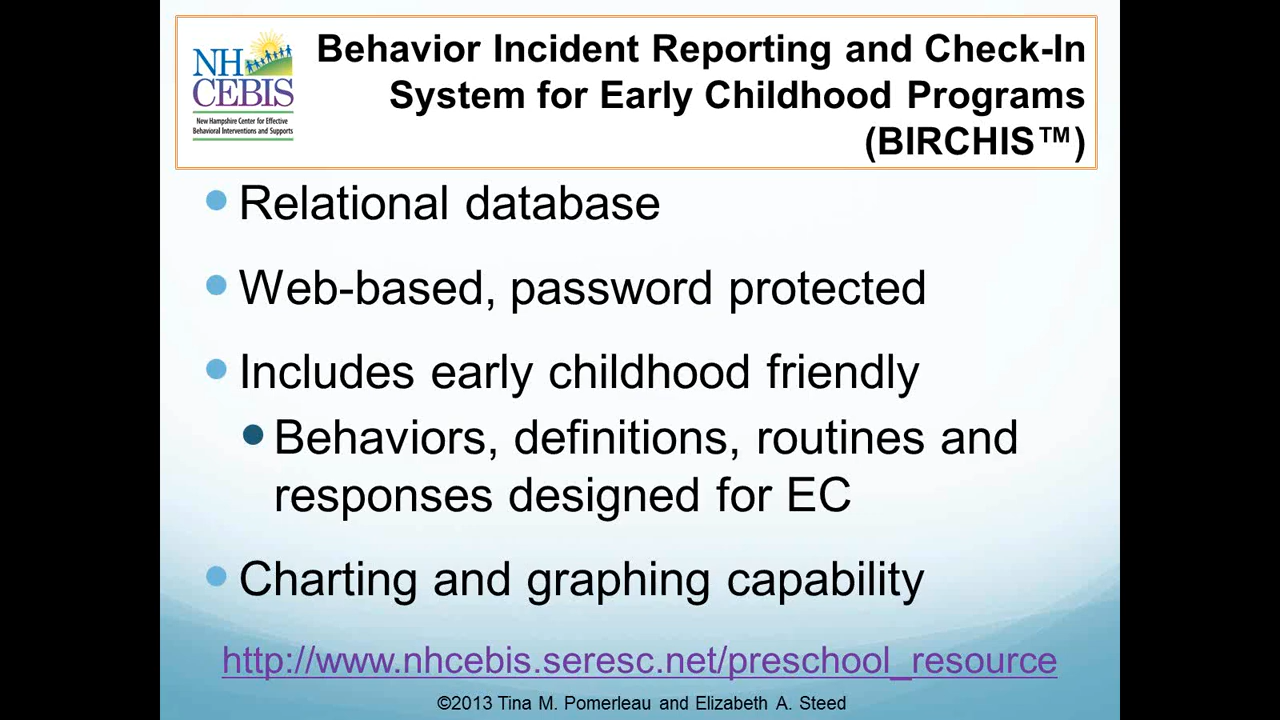 NH
CEBIS
New Hampshire Center for Effective
Behavioral Interventions and Supports
Behavior Incident Reporting and Check-In
System for Early Childhood Programs
(BIRCHIS™)
Relational database
Web-based, password protected
Includes early childhood friendly
Behaviors, definitions, routines and
responses designed for EC
Charting and graphing capability
http://www.nhcebis.seresc.net/preschool_resource
©2013 Tina M. Pomerleau and Elizabeth A. Steed